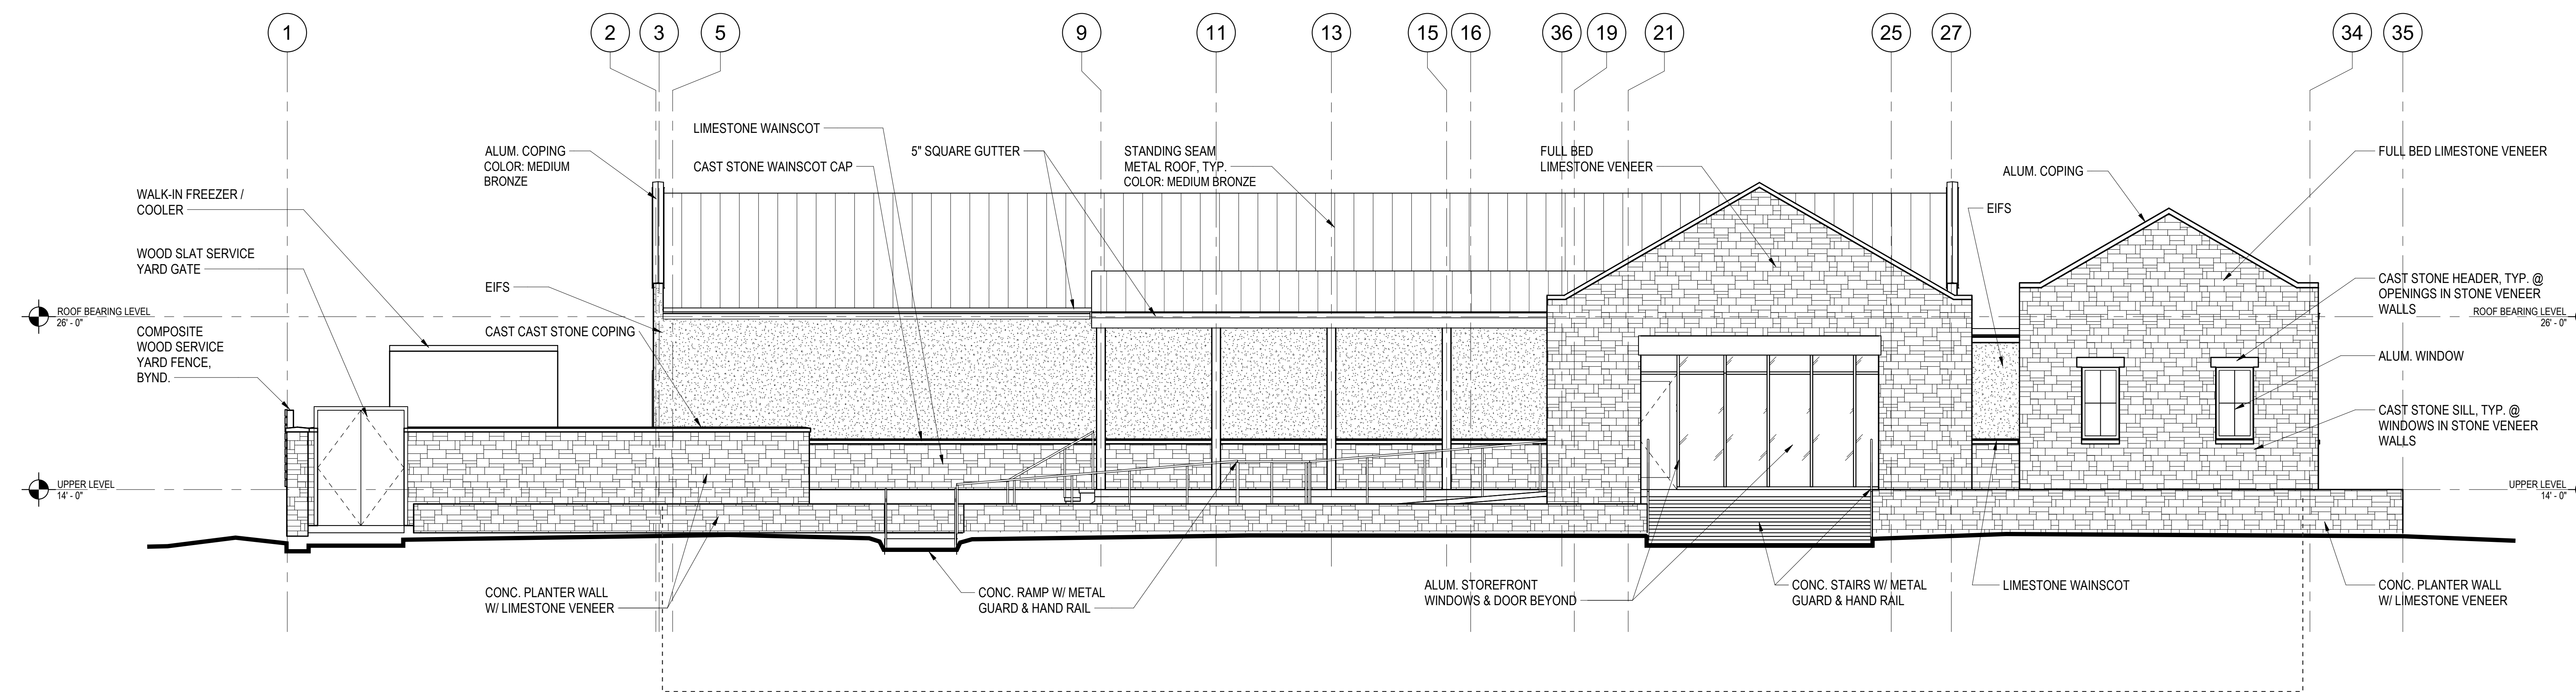 1
2
3
5
9
11
13
15
16
36
19
21
25
27
34
35
LIMESTONE WAINSCOT
CAST STONE WAINSCOT CAP
ALUM. COPING
COLOR: MEDIUM
BRONZE
5" SQUARE GUTTER
STANDING SEAM
METAL ROOF, TYP.
COLOR: MEDIUM BRONZE
FULL BED
LIMESTONE VENEER
ALUM. COPING
FULL BED LIMESTONE VENEER
WALK-IN FREEZER /
COOLER
WOOD SLAT SERVICE
YARD GATE
EIFS
EIFS
CAST STONE HEADER, TYP. @
OPENINGS IN STONE VENEER
WALLS
ROOF BEARING LEVEL
26' - 0"
ROOF BEARING LEVEL
26' - 0"
COMPOSITE
WOOD SERVICE
YARD FENCE,
BYND.
CAST CAST STONE COPING
ALUM. WINDOW
CAST STONE SILL, TYP. @
WINDOWS IN STONE VENEER
WALLS
UPPER LEVEL
14' - 0"
UPPER LEVEL
14' - 0"
CONC. PLANTER WALL
W/ LIMESTONE VENEER
CONC. RAMP W/ METAL
GUARD & HAND RAIL
ALUM. STOREFRONT
WINDOWS & DOOR BEYOND
CONC. STAIRS W/ METAL
GUARD & HAND RAIL
LIMESTONE WAINSCOT
CONC. PLANTER WALL
W/ LIMESTONE VENEER